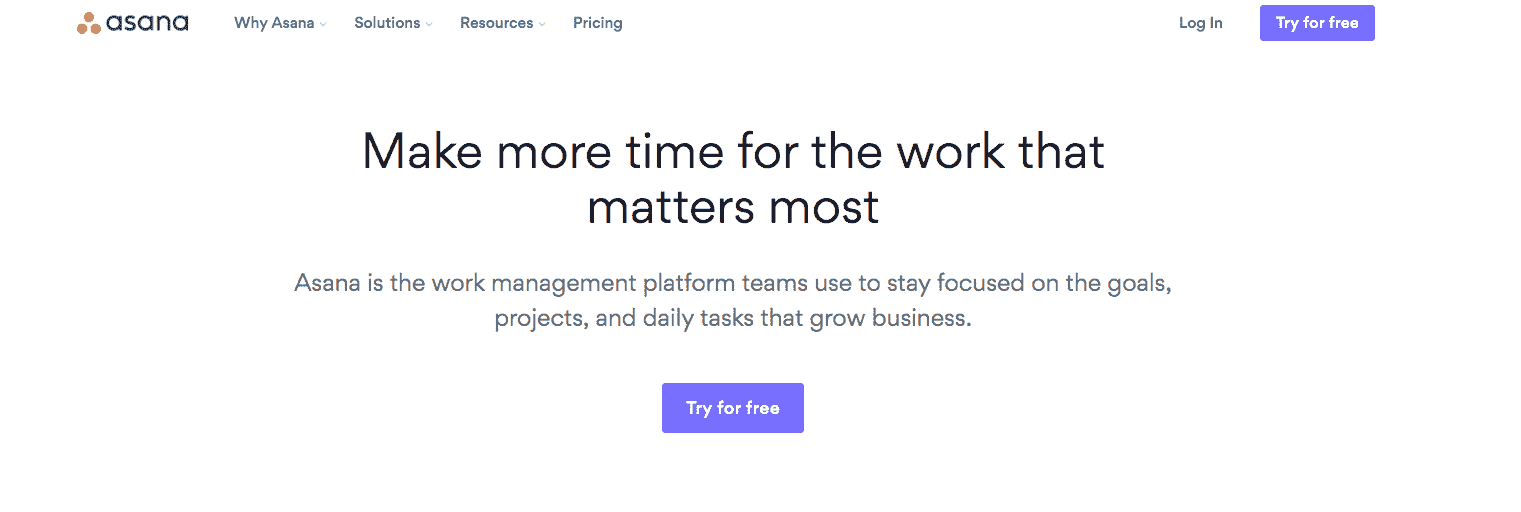 asana Why Asana Solutions Resources Pricing Log In Try for free
Make more time for the work that
matters most
Asana is the work management platform teams use to stay focused on the goals,
projects, and daily tasks that grow business.
Try for free